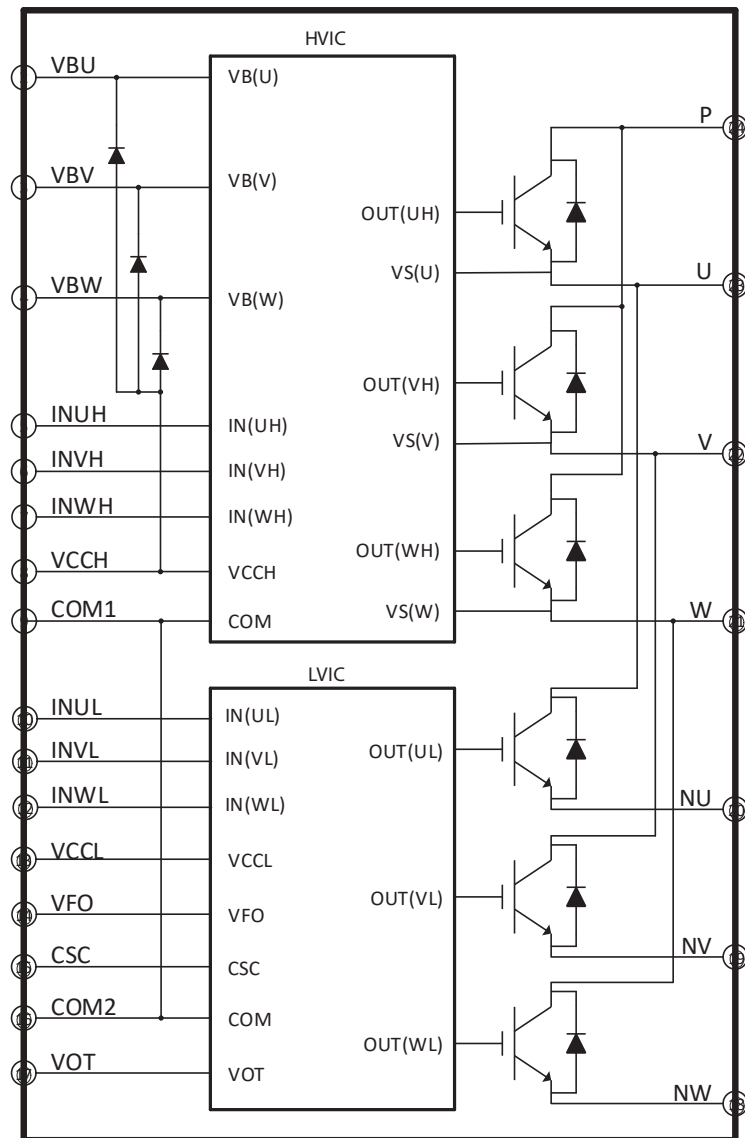 HVIC
VBU
VB(U)
P
VBV
VB(V)
OUT(UH)
VS(U)
U
VBW
VB(W)
OUT(VH)
INUH
IN(UH)
VS(V)
V
INVH
IN(VH)
INWH
IN(WH)
OUT(WH)
VCCH
VCCH
COM1
COM
VS(W)
W
LVIC
INUL
IN(UL)
OUT(UL)
INVL
IN(VL)
INWL
IN(WL)
NU
VCCL
VCCL
OUT(VL)
VFO
VFO
NV
CSC
CSC
COM2
COM
OUT(WL)
VOT
VOT
NW